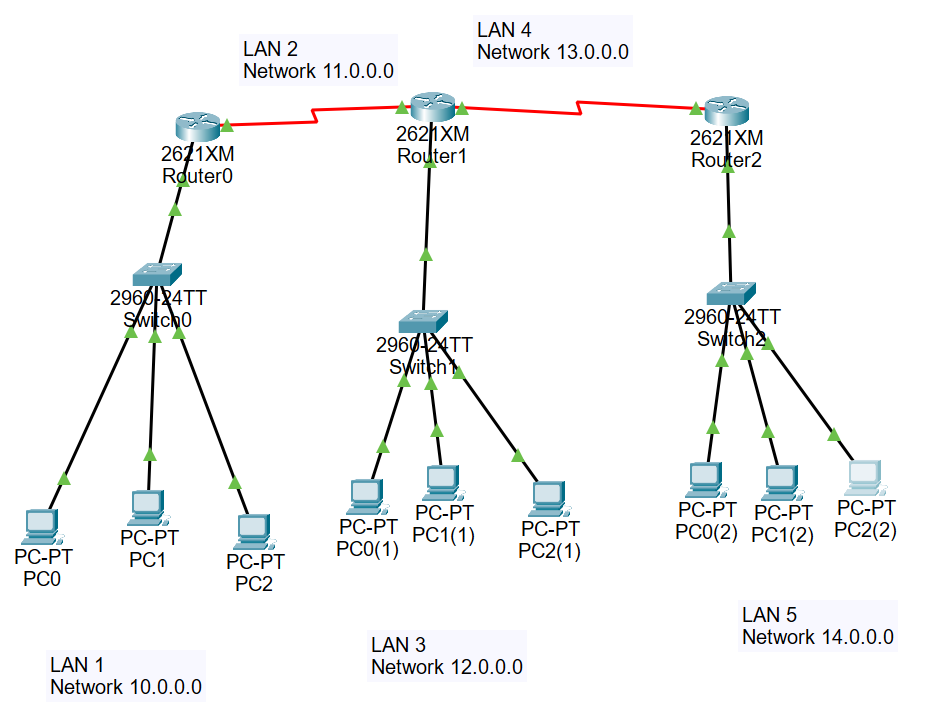 LAN 2
Network 11.0.0.0
LAN 4
Network 13.0.0.0
2621XM
Router0
2621XM
Router1
2621XM
Router2
2960-24TT
Switch0
2960-24TT
Switch1
2960-24TT
Switch2
PC-PT
PC0
PC-PT
PC1
PC-PT
PC2
PC-PT
PC0(1)
PC-PT
PC1(1)
PC-PT
PC2(1)
PC-PT
PC0(2)
PC-PT
PC1(2)
PC-PT
PC2(2)
LAN 1
Network 10.0.0.0
LAN 3
Network 12.0.0.0
LAN 5
Network 14.0.0.0